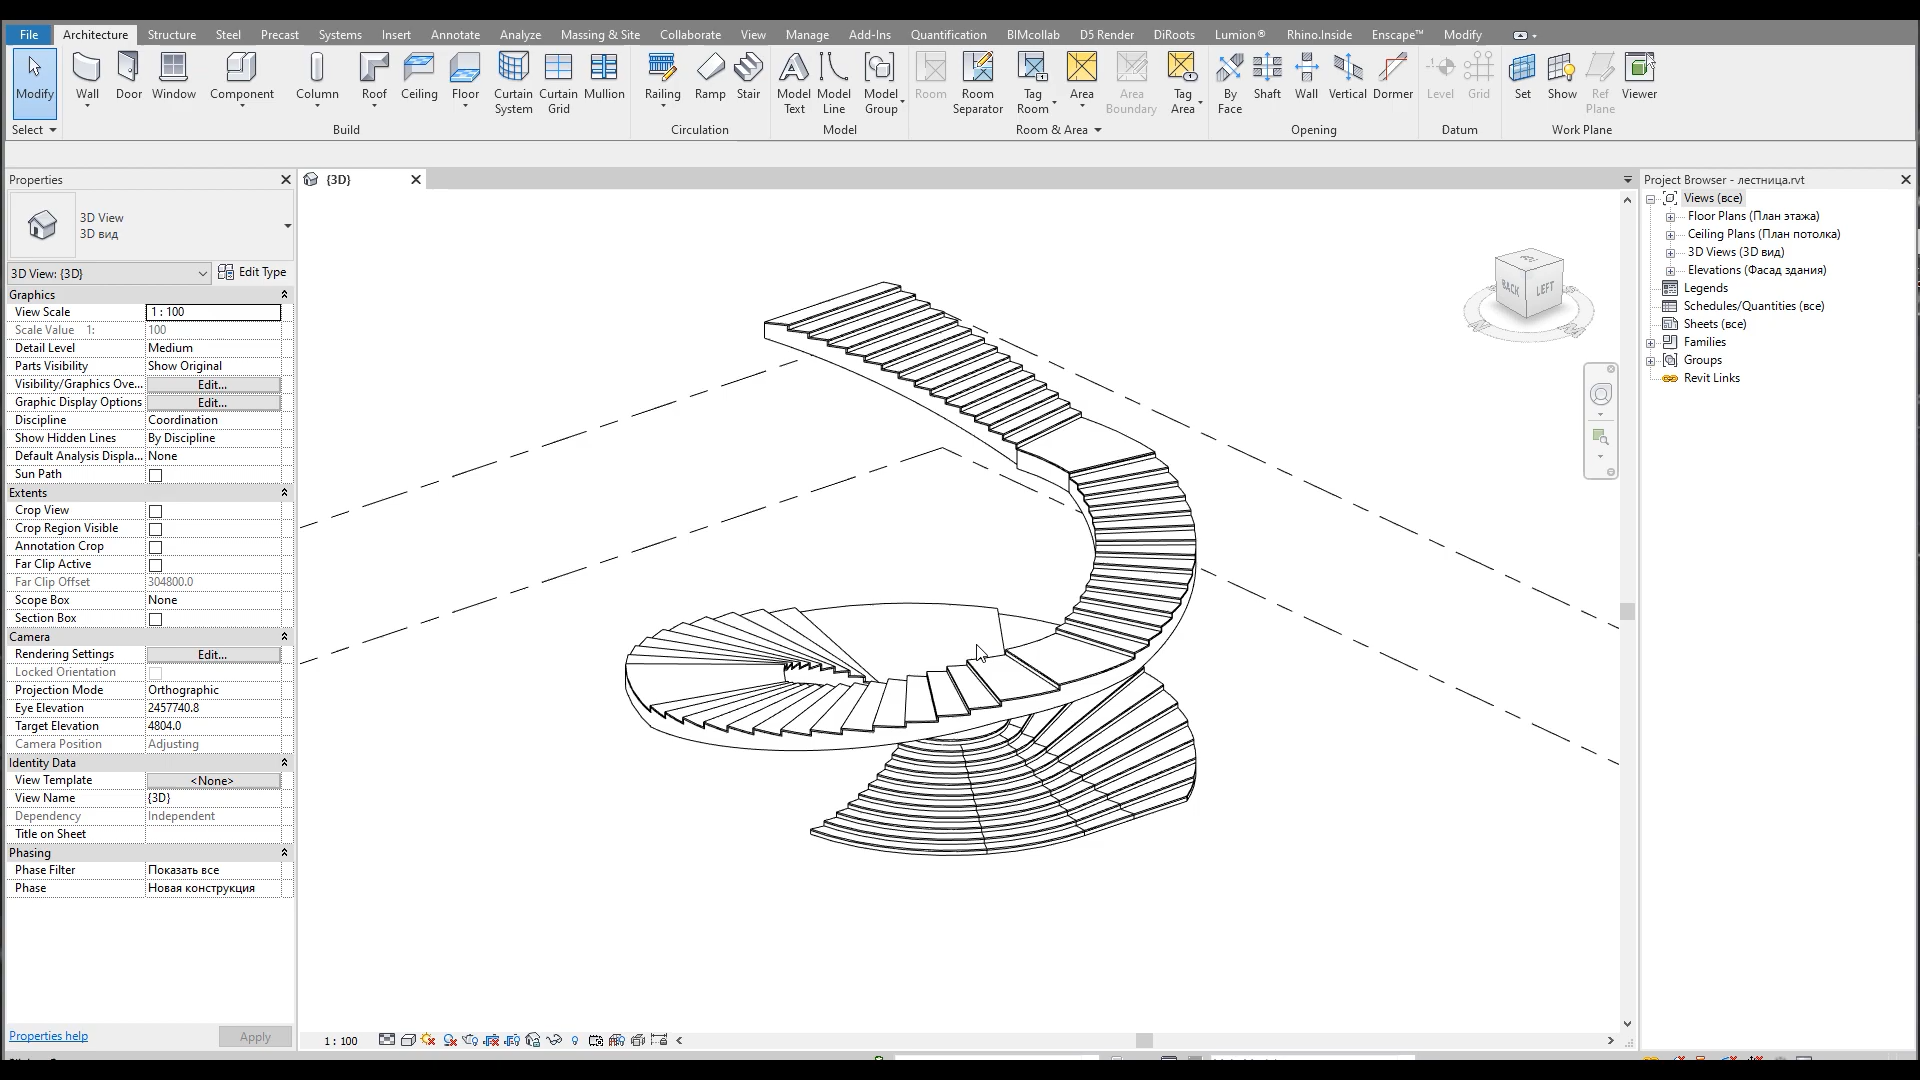 File Architecture Structure Steel Precast Systems Insert Annotate Analyze Massing & Site Collaborate View Manage Add-Ins Quantification BIMcollab D5 Render DiRoots Lumion® Rhino.Inside Enscape™ Modify
Modify Wall Door Window Component Column Roof Ceiling Floor Curtain System Curtain Grid Mullion Railing Ramp Stair Model Text Model Line Model Group Room Room Separator Tag Room Area Area Boundary Tag Area By Face Shaft Wall Vertical Dormer Level Grid Set Show Ref Plane Viewer
Select Build Circulation Model Room & Area Opening Datum Work Plane
Properties
3D View
3D вид
3D View: {3D} Edit Type
Graphics
View Scale 1 : 100
Scale Value 1: 100
Detail Level Medium
Parts Visibility Show Original
Visibility/Graphics Ove... Edit...
Graphic Display Options Edit...
Discipline Coordination
Show Hidden Lines By Discipline
Default Analysis Displa... None
Sun Path
Extents
Crop View
Crop Region Visible
Annotation Crop
Far Clip Active
Far Clip Offset 304800.0
Scope Box None
Section Box
Camera
Rendering Settings Edit...
Locked Orientation
Projection Mode Orthographic
Eye Elevation 2457740.8
Target Elevation 4804.0
Camera Position Adjusting
Identity Data
View Template <None>
View Name {3D}
Dependency Independent
Title on Sheet
Phasing
Phase Filter Показать все
Phase Новая конструкция
Properties help Apply
{3D}
BACK LEFT
1 : 100
Project Browser - лестница.rvt
Views (все)
Floor Plans (План этажа)
Ceiling Plans (План потолка)
3D Views (3D вид)
Elevations (Фасад здания)
Legends
Schedules/Quantities (все)
Sheets (все)
Families
Groups
Revit Links